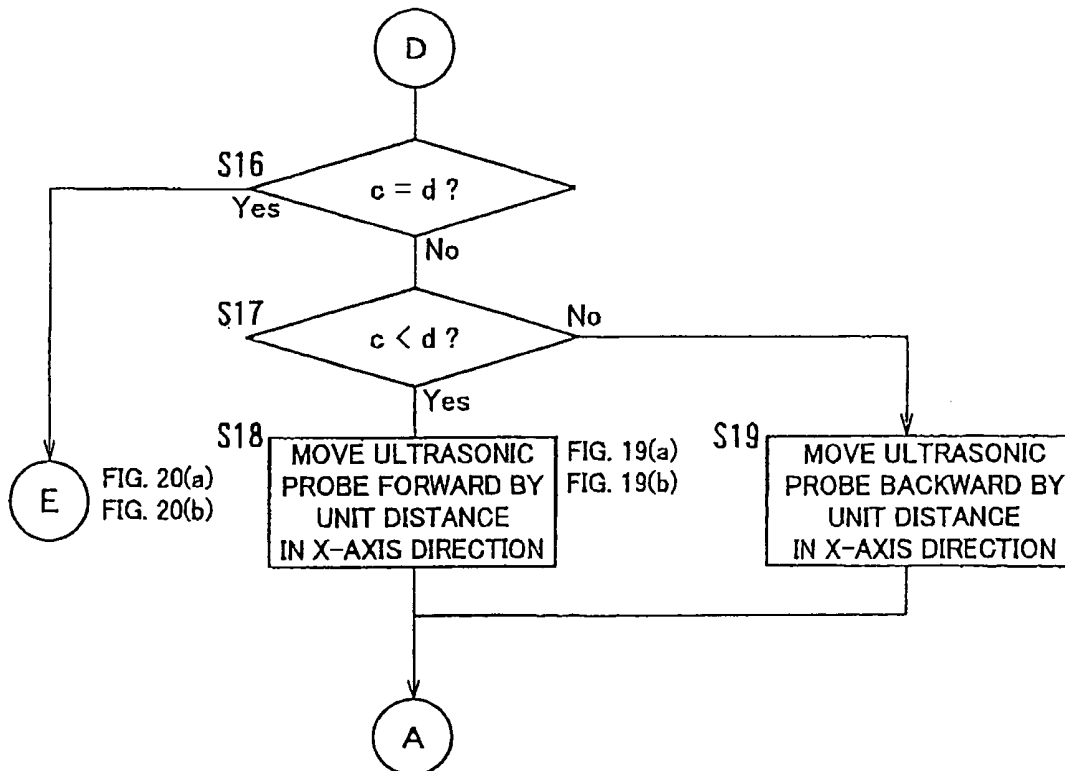 D
S16
c = d ?
Yes
No
S17
c < d ?
No
Yes
S18
MOVE ULTRASONIC
PROBE FORWARD BY
UNIT DISTANCE
IN X-AXIS DIRECTION
FIG. 19(a)
FIG. 19(b)
S19
MOVE ULTRASONIC
PROBE BACKWARD BY
UNIT DISTANCE
IN X-AXIS DIRECTION
E
FIG. 20(a)
FIG. 20(b)
A